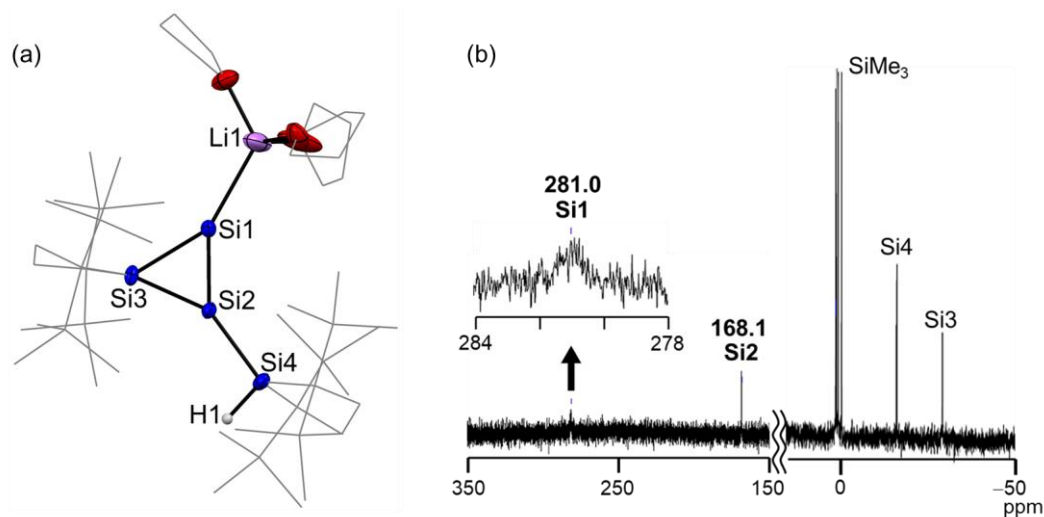 (a)
Li1
Si1
Si3
Si2
Si4
H1
(b)
SiMe3
281.0
Si1
284
278
168.1
Si2
Si4
Si3
350
250
150
0
−50
ppm